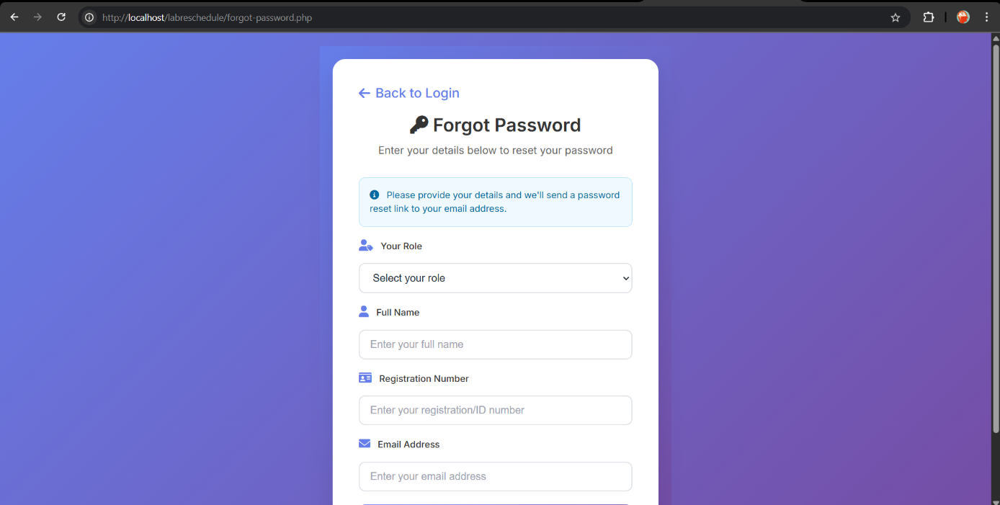 http://localhost/labreschedule/forgot-password.php
Back to Login
Forgot Password
Enter your details below to reset your password
Please provide your details and we'll send a password
reset link to your email address.
Your Role
Select your role
Full Name
Enter your full name
Registration Number
Enter your registration/ID number
Email Address
Enter your email address